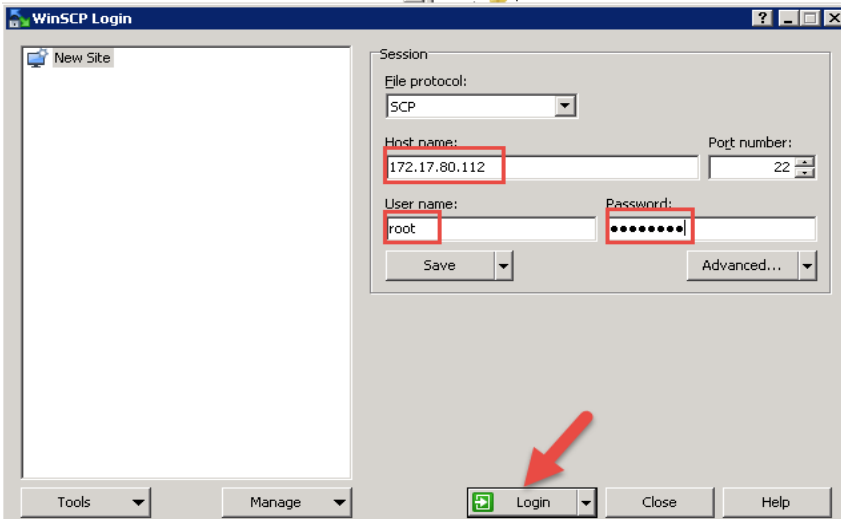 WinSCP Login
New Site
Session
File protocol:
SCP
Host name:
Port number:
172.17.80.112
22
User name:
Password:
root
●●●●●●●●
Save
Advanced...
Tools
Manage
Login
Close
Help